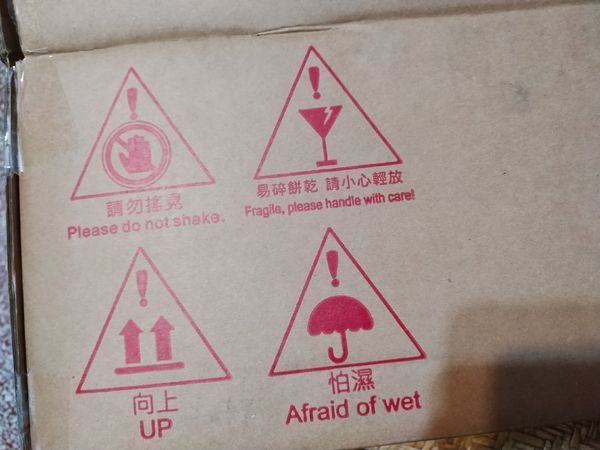 請勿搖晃
Please do not shake.
易碎餅乾 請小心輕放
Fragile, please handle with care!
向上
UP
怕濕
Afraid of wet